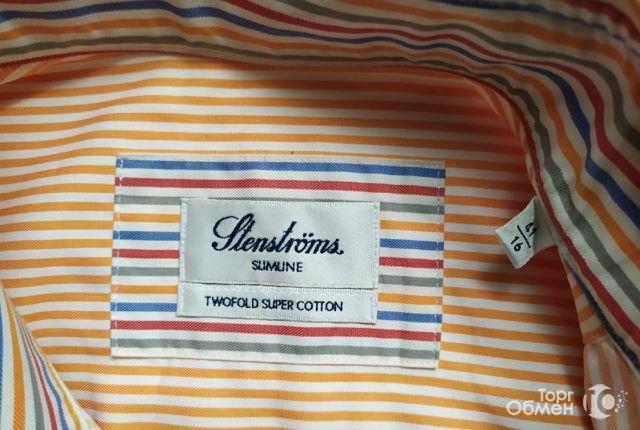 Stenströms
SLIMLINE
TWOFOLD SUPER COTTON
16/41
Торг
Обмен